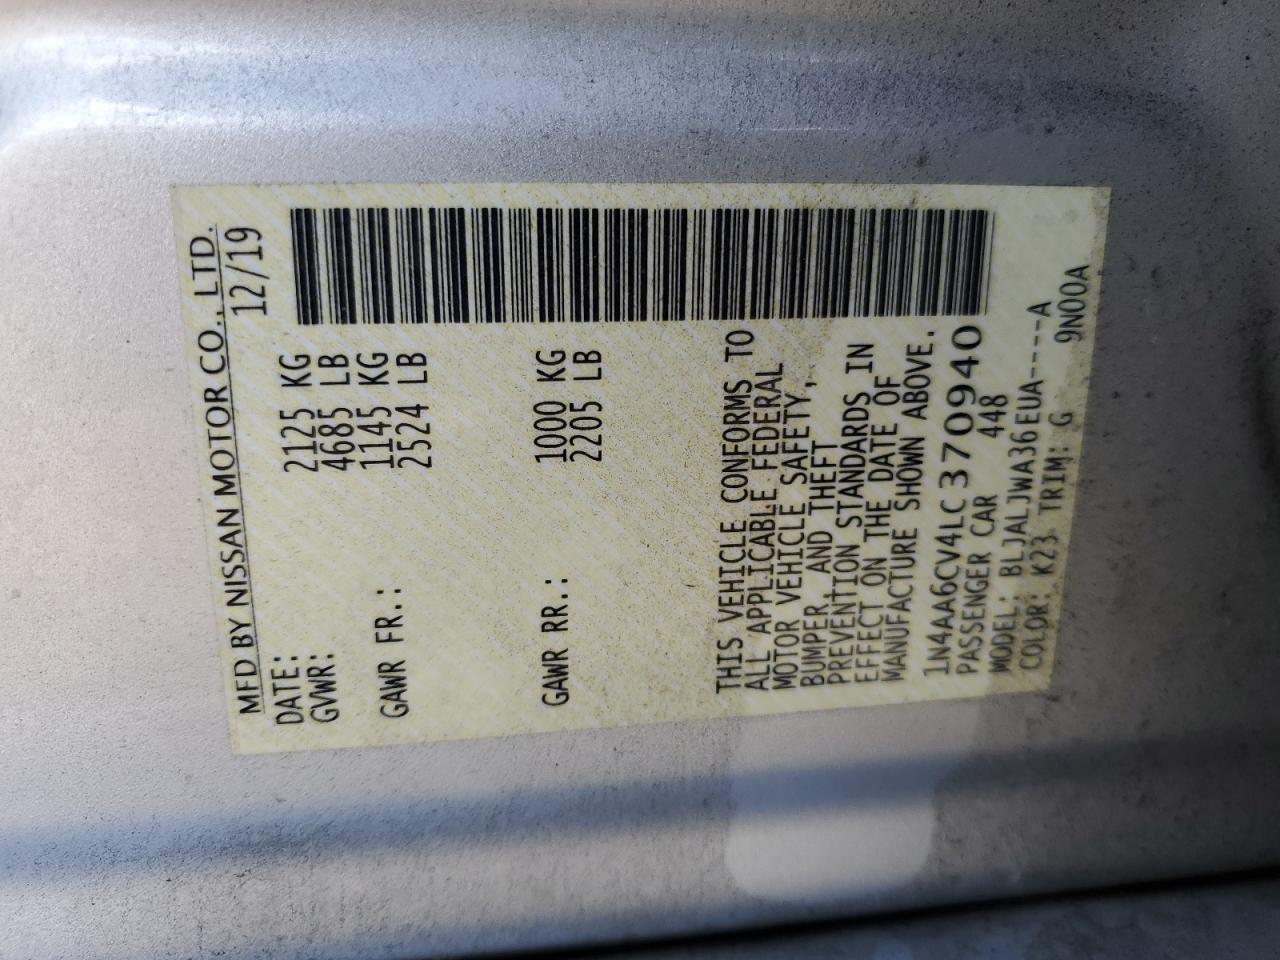 MFD BY NISSAN MOTOR CO., LTD.
DATE: 12/19
GVWR: 2125 KG
4685 LB
GAWR FR.: 1145 KG
2524 LB
GAWR RR.: 1000 KG
2205 LB
THIS VEHICLE CONFORMS TO
ALL APPLICABLE FEDERAL
MOTOR VEHICLE SAFETY,
BUMPER, AND THEFT
PREVENTION STANDARDS IN
EFFECT ON THE DATE OF
MANUFACTURE SHOWN ABOVE.
1N4AA6CV4LC370940
PASSENGER CAR 448
MODEL: BLJALJWA36EUA----A
COLOR: K23 TRIM: G 9N00A